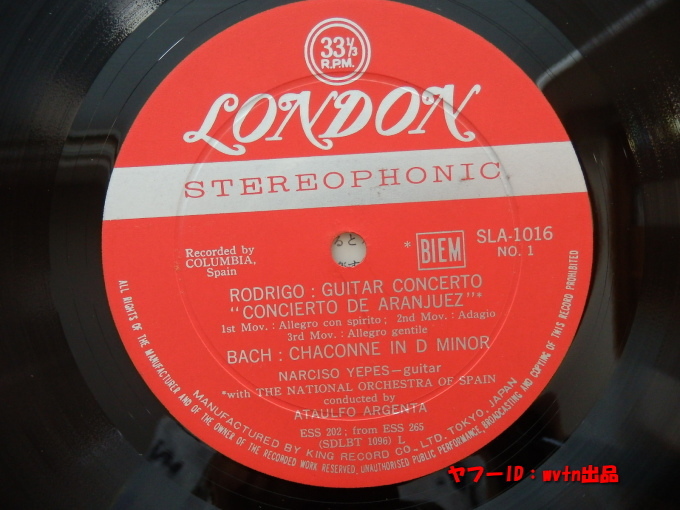 33 1/3
R.P.M.
LONDON
STEREOPHONIC
Recorded by
COLUMBIA,
Spain
* BIEM
SLA-1016
NO. 1
RODRIGO : GUITAR CONCERTO
"CONCIERTO DE ARANJUEZ"*
1st Mov. : Allegro con spirito ; 2nd Mov. : Adagio
3rd Mov. : Allegro gentile
BACH : CHACONNE IN D MINOR
NARCISO YEPES—guitar
*with THE NATIONAL ORCHESTRA OF SPAIN
conducted by
ATAULFO ARGENTA
ESS 202 ; from ESS 265
(SDLBT 1096) L
MANUFACTURED BY KING RECORD CO., LTD. TOKYO, JAPAN
ALL RIGHTS OF THE MANUFACTURER AND OF THE OWNER OF THE RECORDED WORK RESERVED, UNAUTHORISED PUBLIC PERFORMANCE, BROADCASTING AND COPYING OF THIS RECORD PROHIBITED
ヤフーID：wvtn出品